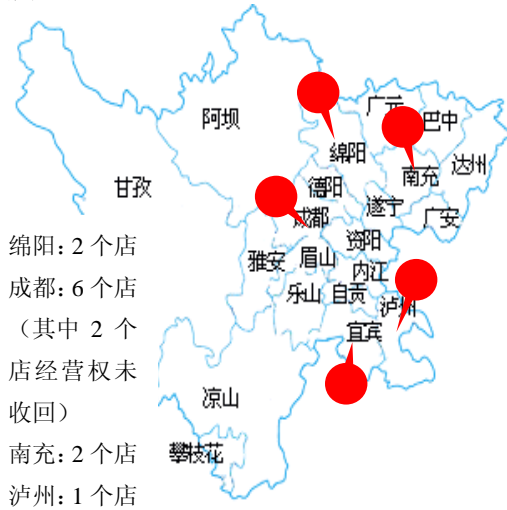 广元
巴中
阿坝
绵阳
达州
南充
甘孜
德阳
遂宁
成都
广安
资阳
雅安
眉山
内江
乐山
自贡
泸州
宜宾
凉山
攀枝花
绵阳：2 个店
成都：6 个店
（其中 2 个
店经营权未
收回）
南充：2 个店
泸州：1 个店